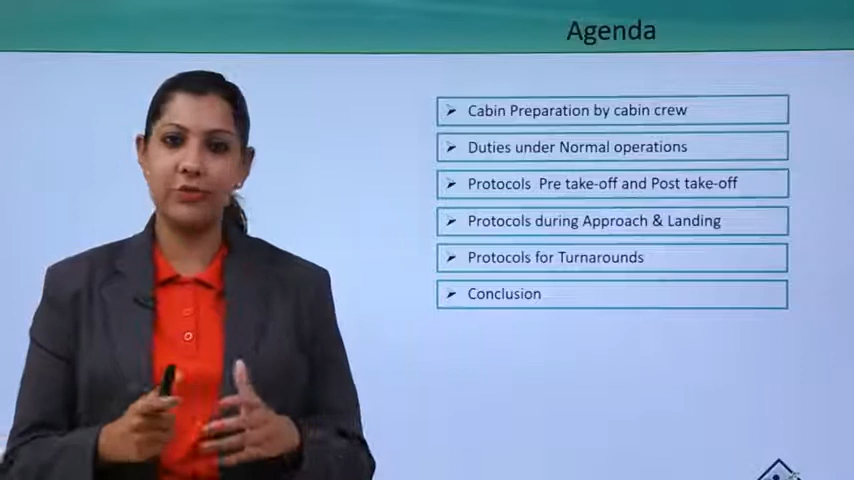 Agenda
Cabin Preparation by cabin crew
Duties under Normal operations
Protocols Pre take-off and Post take-off
Protocols during Approach & Landing
Protocols for Turnarounds
Conclusion